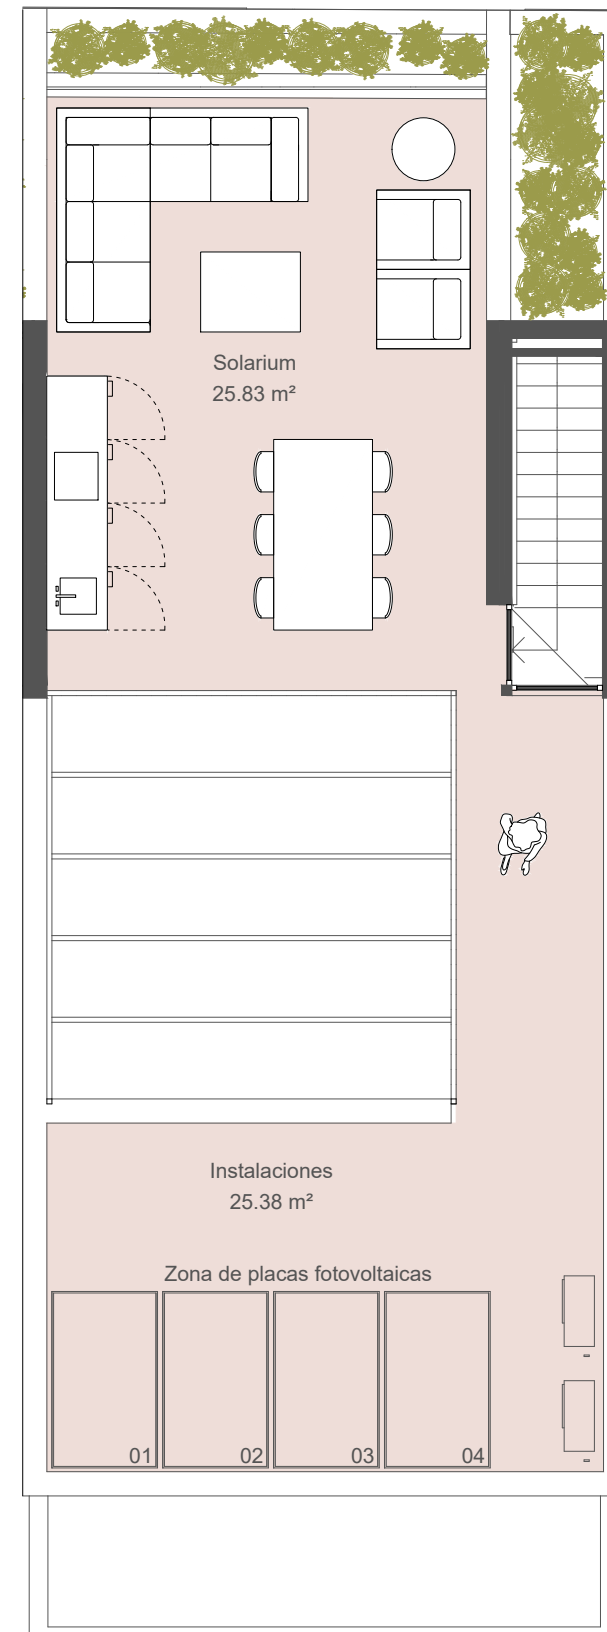 Solarium
25.83 m²
Instalaciones
25.38 m²
Zona de placas fotovoltaicas
01 02 03 04